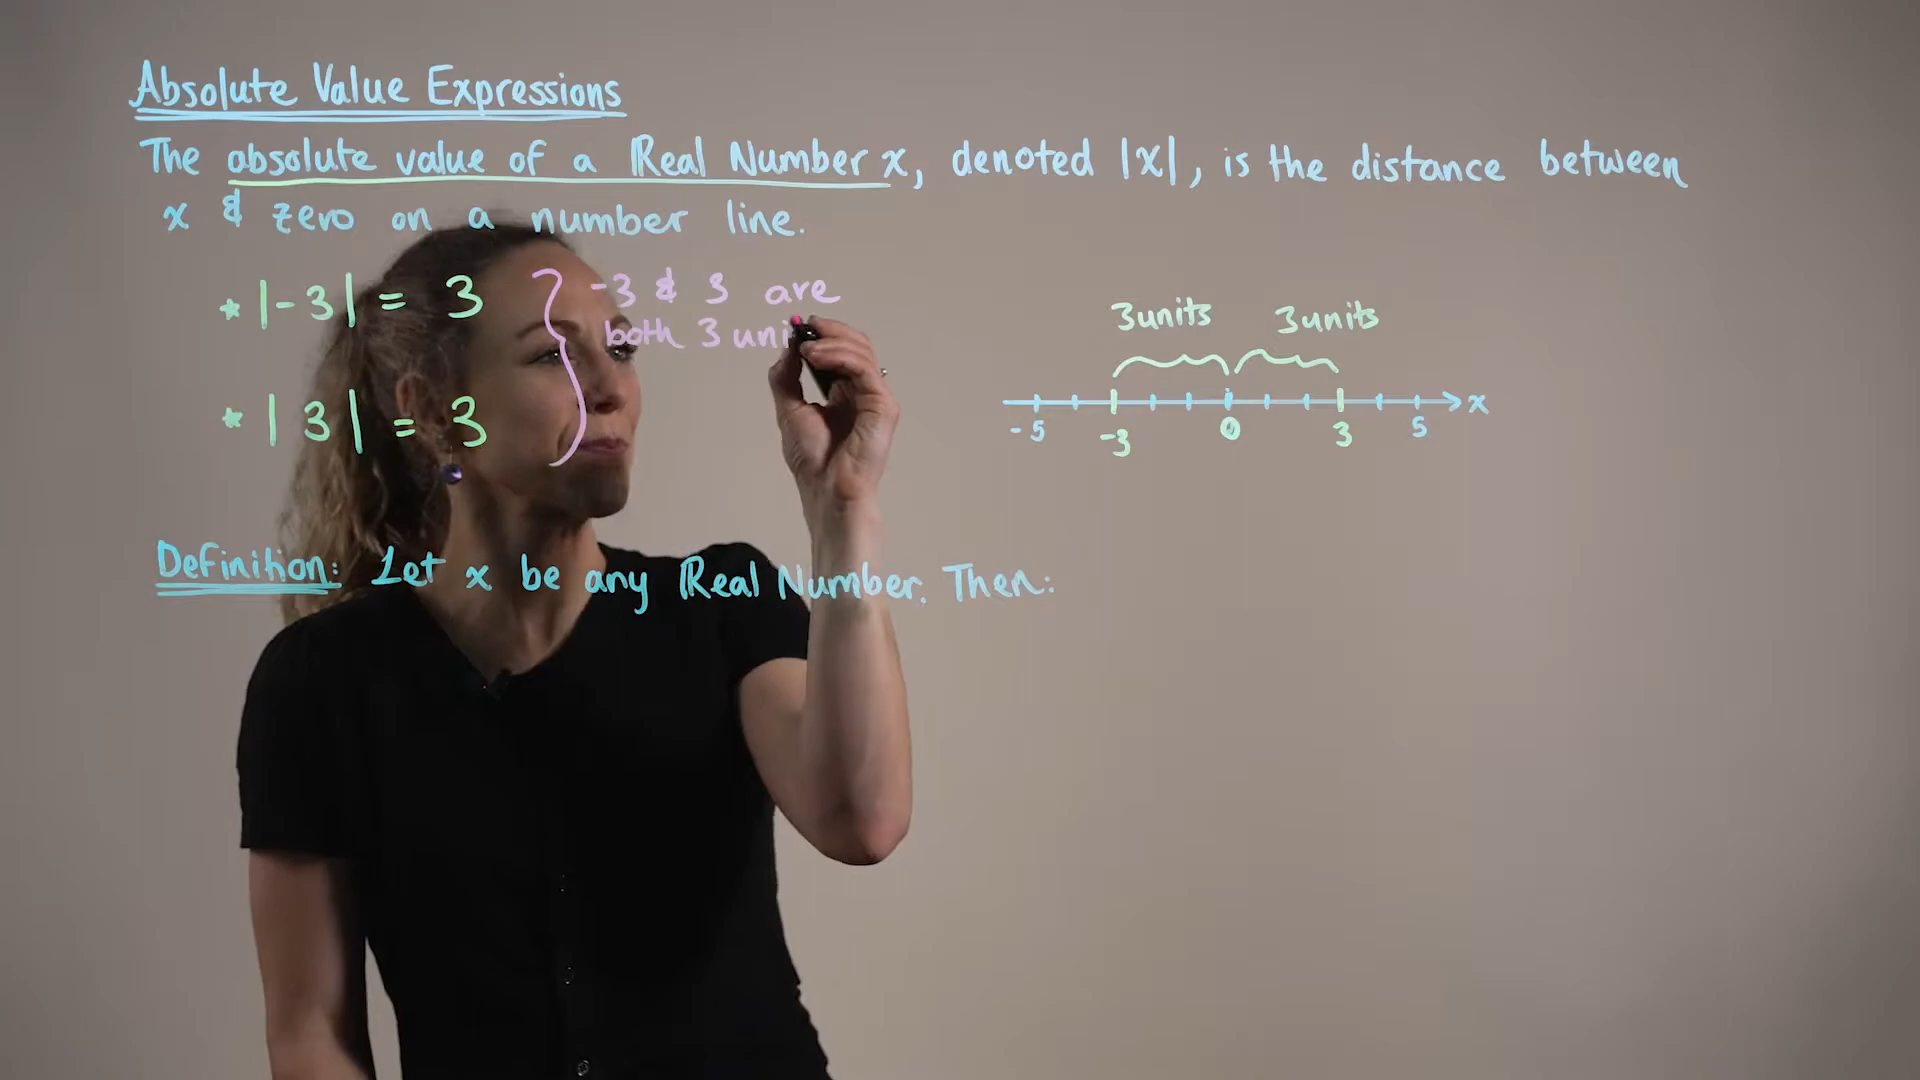 Absolute Value Expressions
The absolute value of a Real Number x, denoted |x|, is the distance between
x & zero on a number line.
* |-3| = 3
-3 & 3 are
both 3 uni
* |3| = 3
3units 3units
x
-5 -3 0 3 5
Definition: Let x be any Real Number. Then: